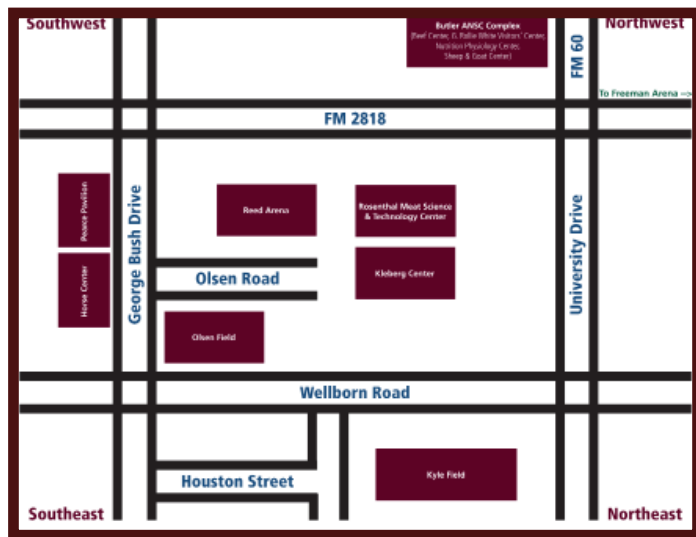 Southwest
Butler ANSC Complex
(Beef Center, G. Rollie White Visitors' Center,
Nutrition Physiology Center,
Sheep & Goat Center)
FM 60
Northwest
To Freeman Arena -->
FM 2818
Pearce Pavilion
George Bush Drive
Reed Arena
Rosenthal Meat Science
& Technology Center
University Drive
Horse Center
Olsen Road
Kleberg Center
Olsen Field
Wellborn Road
Houston Street
Kyle Field
Southeast
Northeast